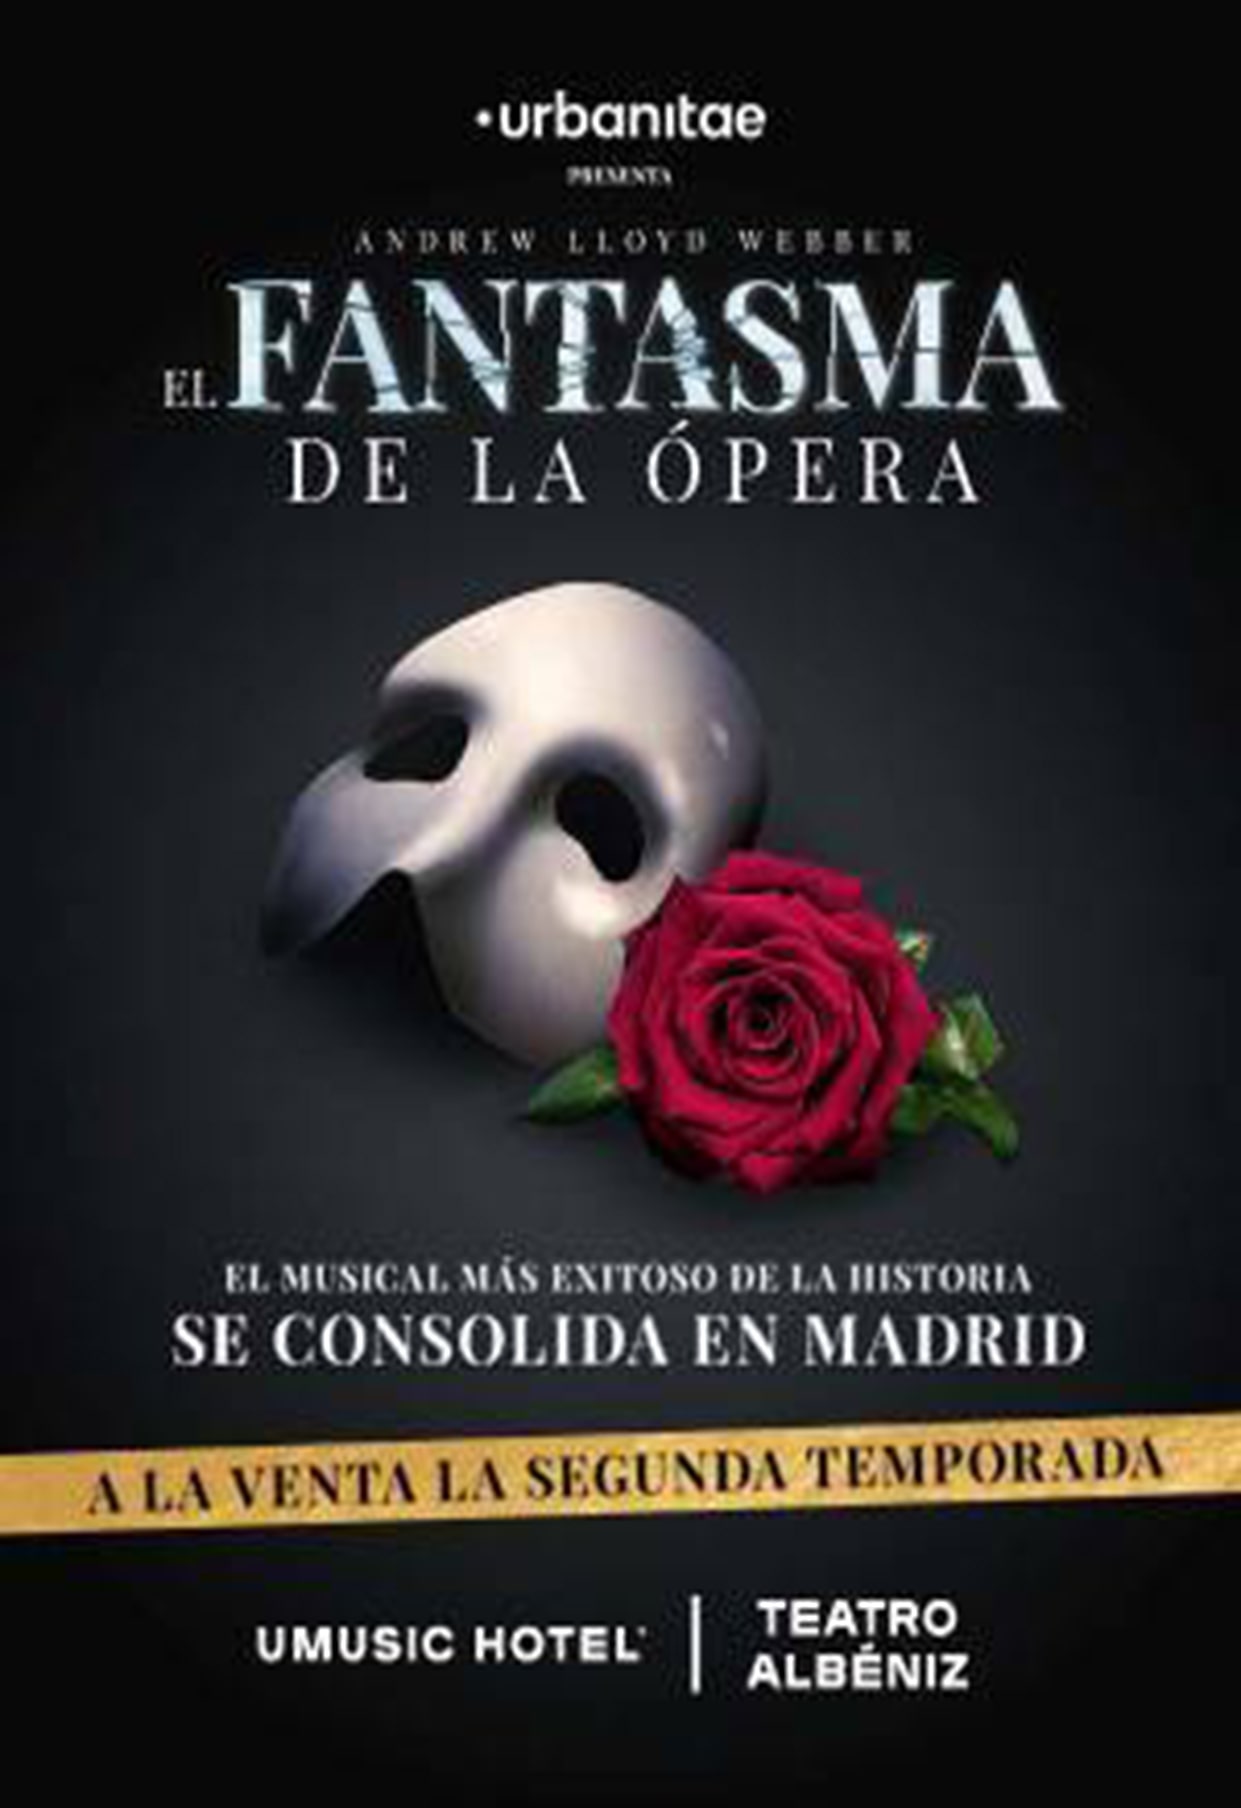 urbanitae
PRESENTA
ANDREW LLOYD WEBBER
EL FANTASMA
DE LA ÓPERA
EL MUSICAL MÁS EXITOSO DE LA HISTORIA
SE CONSOLIDA EN MADRID
A LA VENTA LA SEGUNDA TEMPORADA
UMUSIC HOTEL
TEATRO
ALBÉNIZ